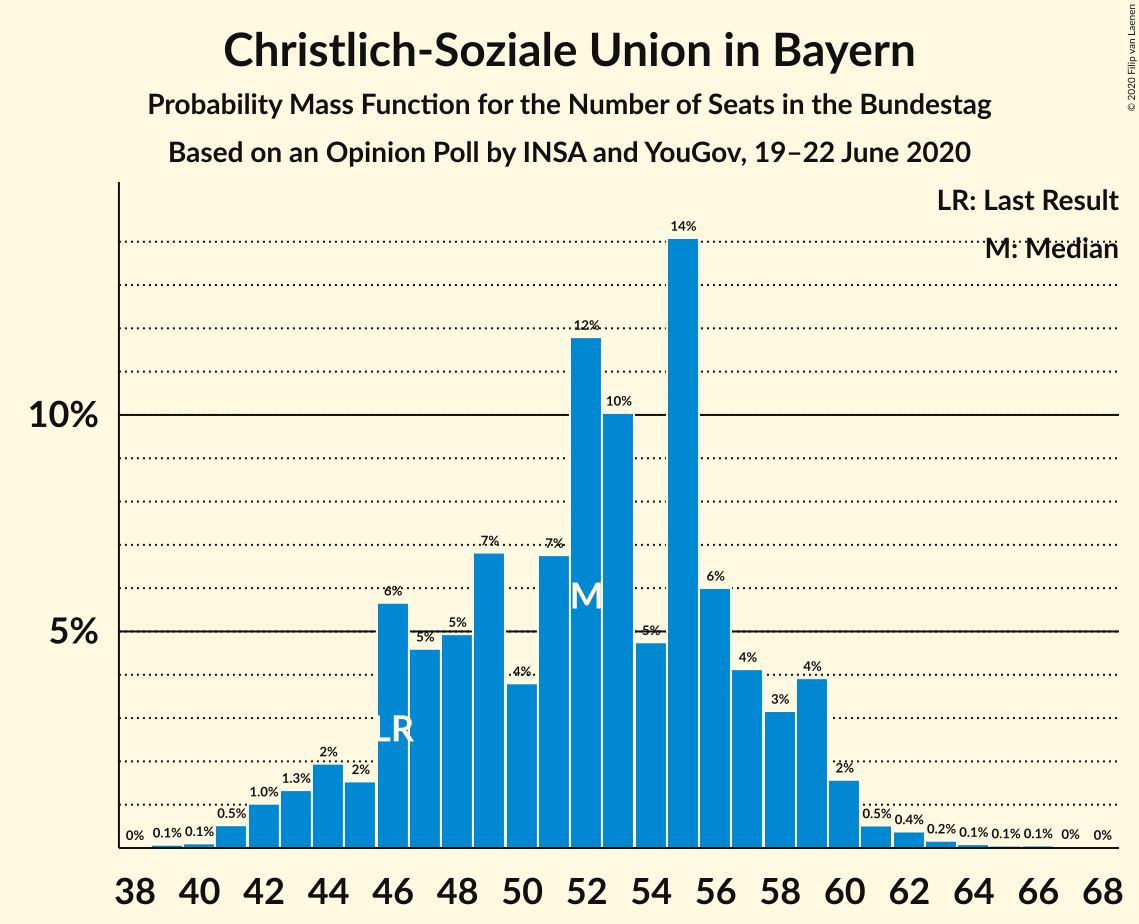 Christlich-Soziale Union in Bayern
Probability Mass Function for the Number of Seats in the Bundestag
Based on an Opinion Poll by INSA and YouGov, 19–22 June 2020
© 2020 Filip van Laenen
LR: Last Result
M: Median
10%
5%
0% 0.1% 0.1% 0.5% 1.0% 1.3% 2% 2% 6% 5% 5% 7% 4% 7% 12% 10% 5% 14% 6% 4% 3% 4% 2% 0.5% 0.4% 0.2% 0.1% 0.1% 0.1% 0% 0%
M
LR
38 40 42 44 46 48 50 52 54 56 58 60 62 64 66 68